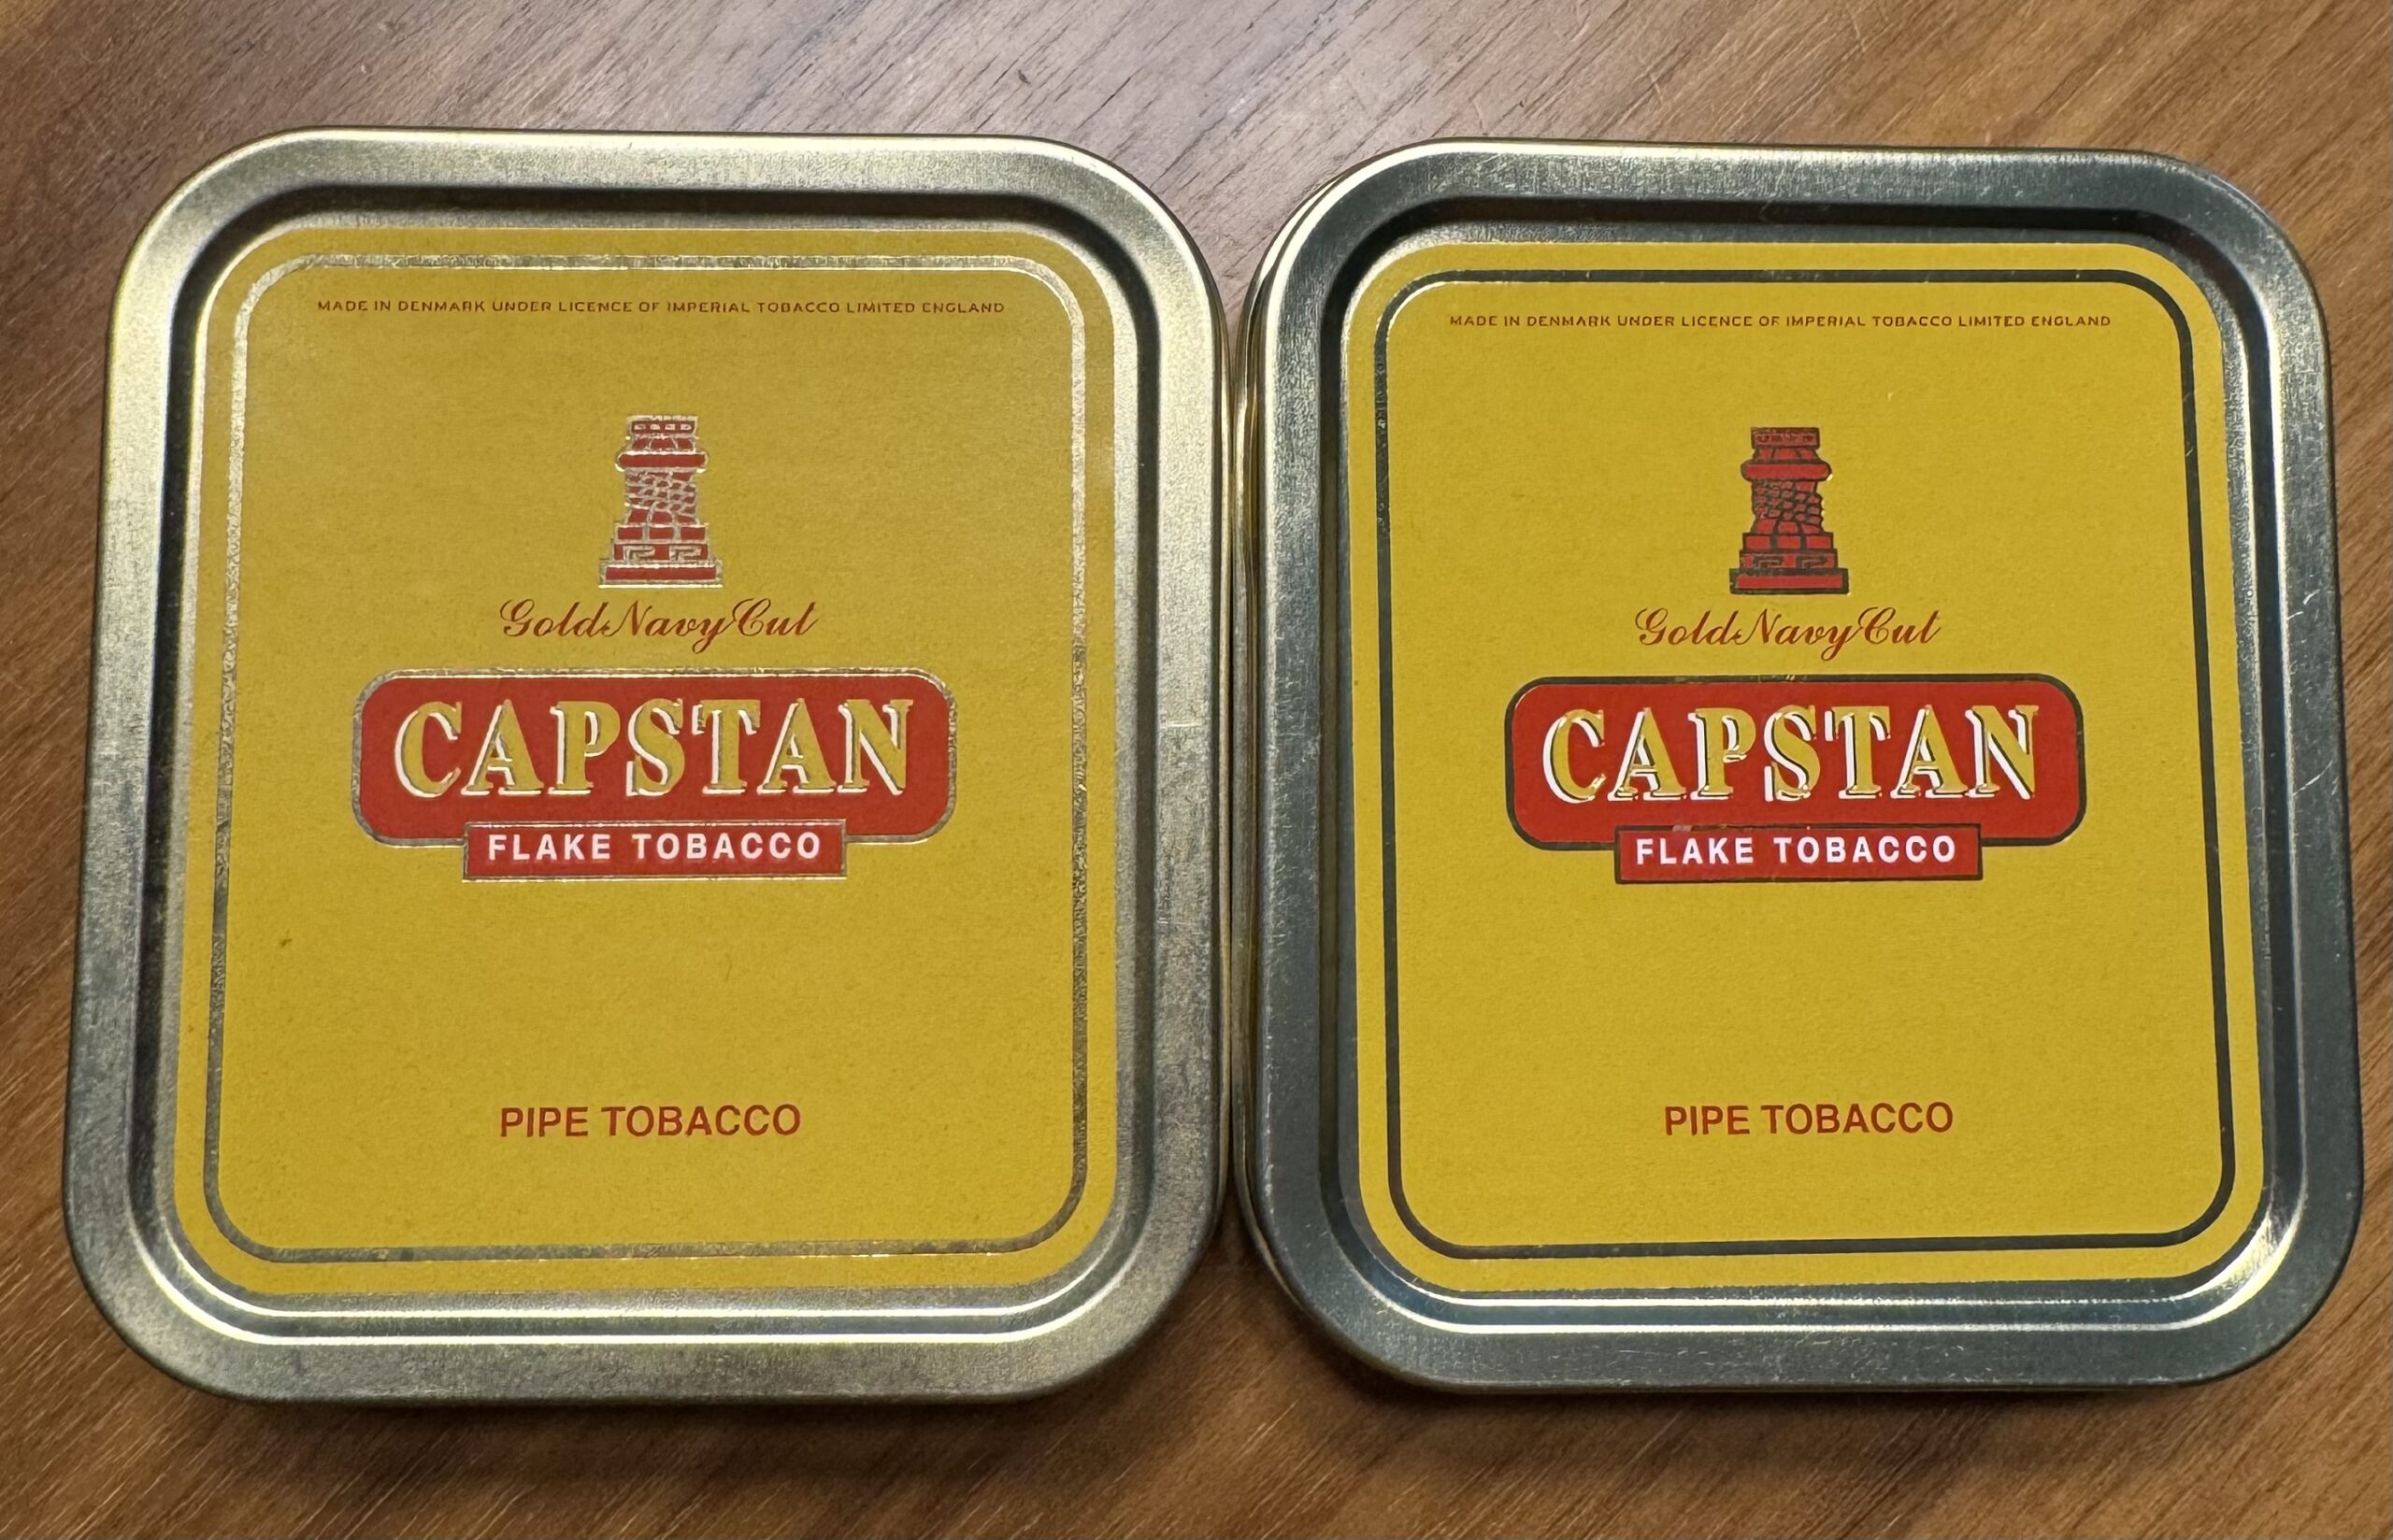 MADE IN DENMARK UNDER LICENCE OF IMPERIAL TOBACCO LIMITED ENGLAND
Gold Navy Cut
CAPSTAN
FLAKE TOBACCO
PIPE TOBACCO
MADE IN DENMARK UNDER LICENCE OF IMPERIAL TOBACCO LIMITED ENGLAND
Gold Navy Cut
CAPSTAN
FLAKE TOBACCO
PIPE TOBACCO